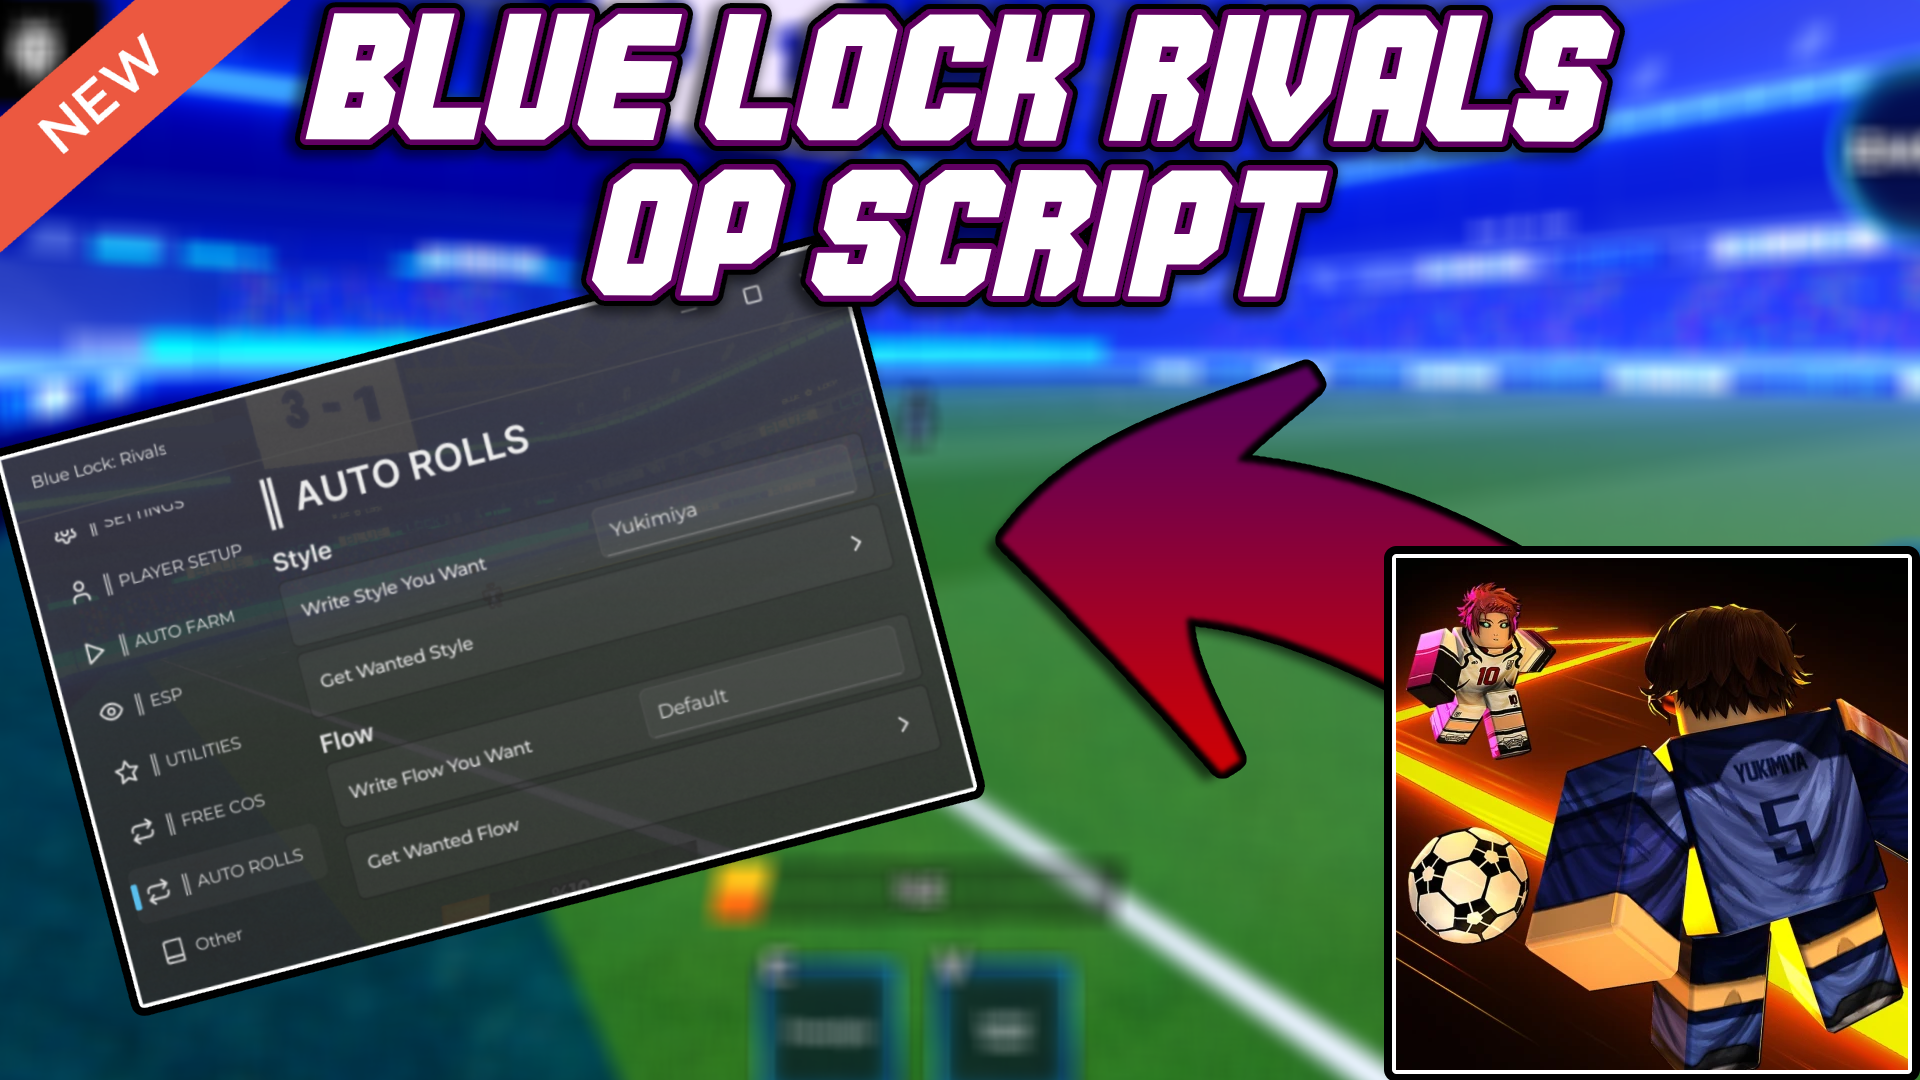 NEW
BLUE LOCK RIVALS
OP SCRIPT
Blue Lock: Rivals
3 - 1
|| SETTINGS
|| PLAYER SETUP
|| AUTO FARM
|| ESP
|| UTILITIES
|| FREE COS
|| AUTO ROLLS
Other
|| AUTO ROLLS
Style
Write Style You Want
Yukimiya
Get Wanted Style
Flow
Write Flow You Want
Default
Get Wanted Flow
10
YUKIMIYA
5